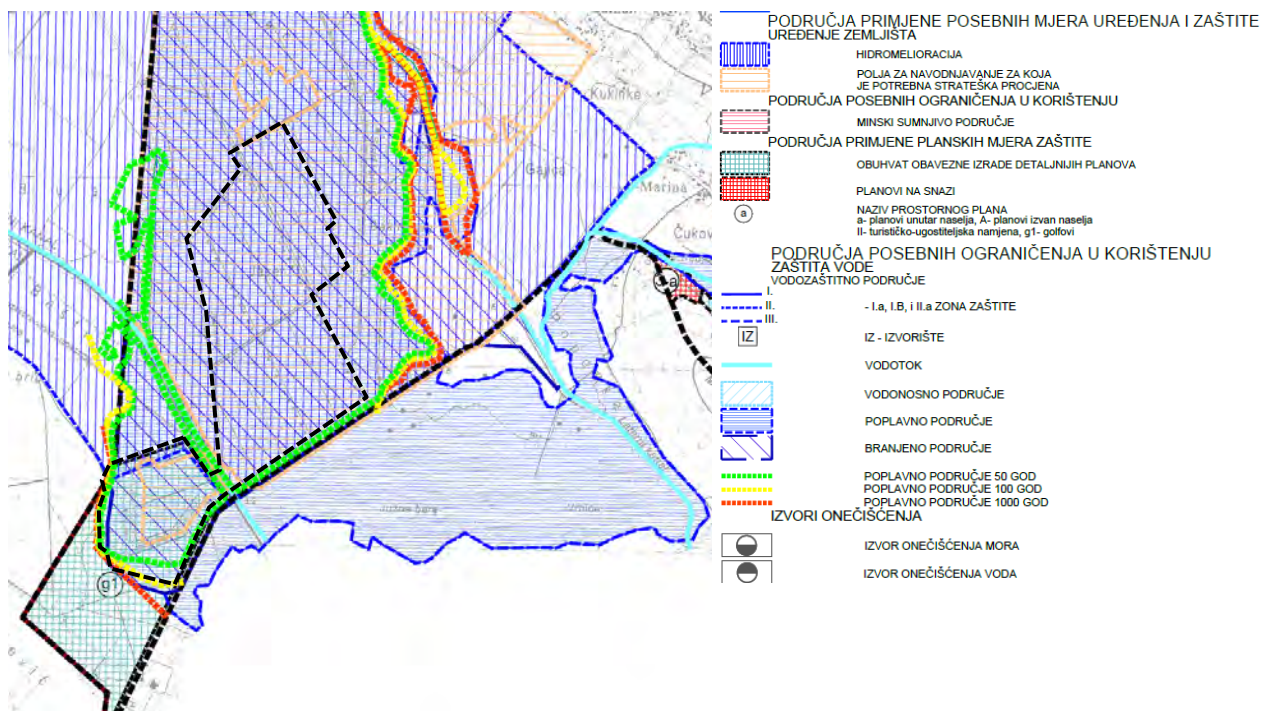 Kukinke
Gajica
Marina
Čukov
a
KANAL
g1
PODRUČJA PRIMJENE POSEBNIH MJERA UREĐENJA I ZAŠTITE
UREĐENJE ZEMLJIŠTA
HIDROMELIORACIJA
POLJA ZA NAVODNJAVANJE ZA KOJA
JE POTREBNA STRATEŠKA PROCJENA
PODRUČJA POSEBNIH OGRANIČENJA U KORIŠTENJU
MINSKI SUMNJIVO PODRUČJE
PODRUČJA PRIMJENE PLANSKIH MJERA ZAŠTITE
OBUHVAT OBAVEZNE IZRADE DETALJNIJIH PLANOVA
PLANOVI NA SNAZI
a
NAZIV PROSTORNOG PLANA
a- planovi unutar naselja, A- planovi izvan naselja
II- turističko-ugostiteljska namjena, g1- golfovi
PODRUČJA POSEBNIH OGRANIČENJA U KORIŠTENJU
ZAŠTITA VODE
VODOZAŠTITNO PODRUČJE
I.
II.
- I.a, I.B, i II.a ZONA ZAŠTITE
III.
IZ
IZ - IZVORIŠTE
VODOTOK
VODONOSNO PODRUČJE
POPLAVNO PODRUČJE
BRANJENO PODRUČJE
POPLAVNO PODRUČJE 50 GOD
POPLAVNO PODRUČJE 100 GOD
POPLAVNO PODRUČJE 1000 GOD
IZVORI ONEČIŠĆENJA
IZVOR ONEČIŠĆENJA MORA
IZVOR ONEČIŠĆENJA VODA